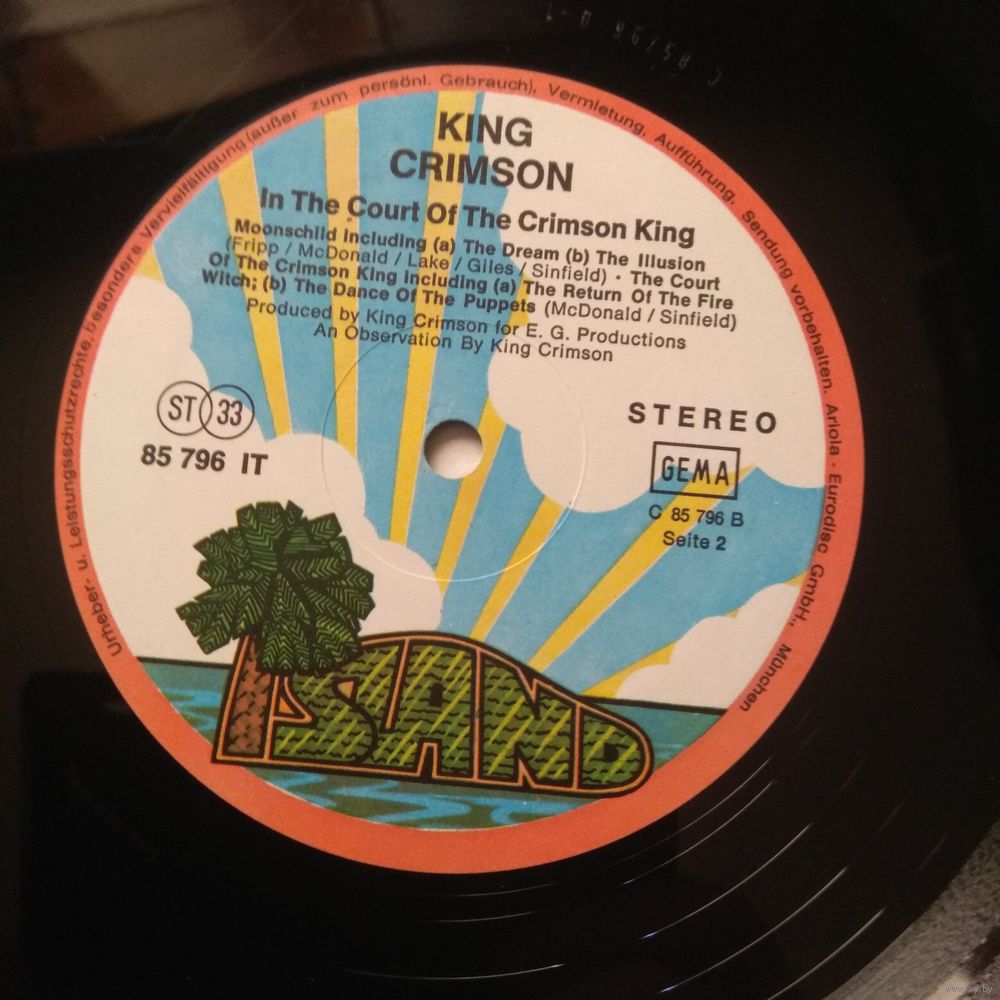 Urheber- u. Leistungsschutzrechte, besonders Vervielfältigung (außer zum persönl. Gebrauch), Vermietung, Aufführung, Sendung vorbehalten. Ariola - Eurodisc GmbH., München
KING
CRIMSON
In The Court Of The Crimson King
Moonschild Including (a) The Dream (b) The Illusion
(Fripp / McDonald / Lake / Giles / Sinfield) · The Court
Of The Crimson King including (a) The Return Of The Fire
Witch; (b) The Dance Of The Puppets (McDonald / Sinfield)
Produced by King Crimson for E. G. Productions
An Observation By King Crimson
ST 33
85 796 IT
STEREO
GEMA
C 85 796 B
Seite 2
ISLAND
www.ay.by